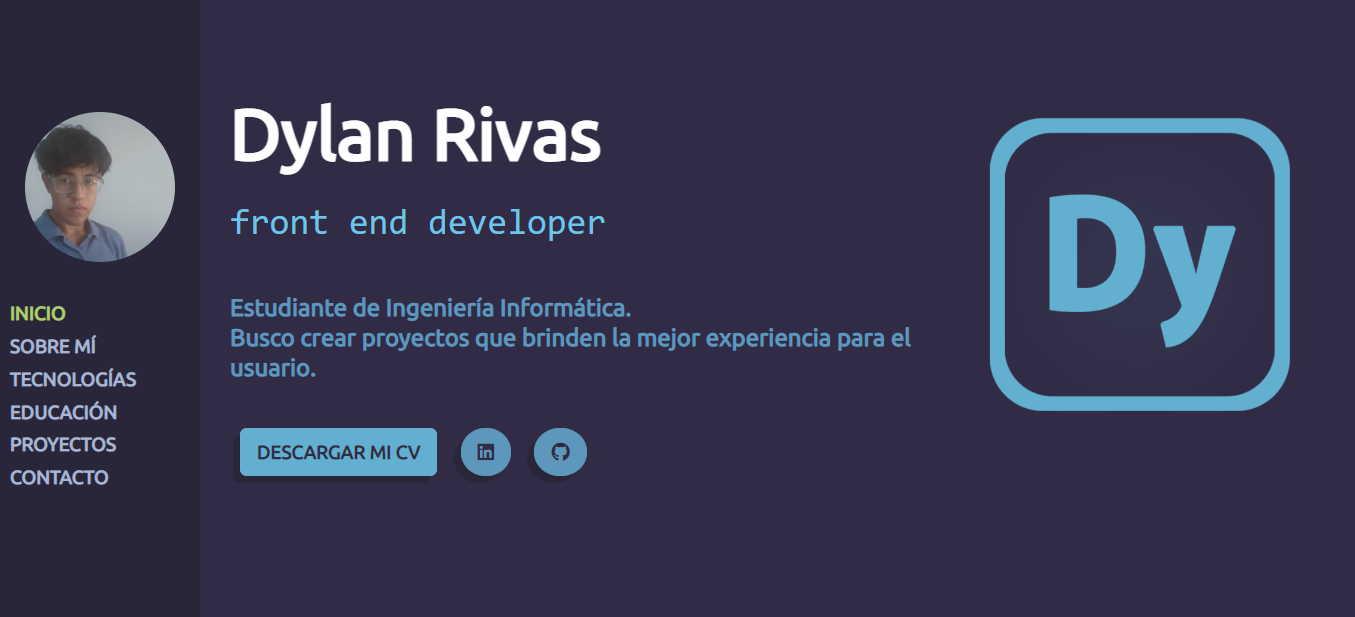 INICIO
SOBRE MÍ
TECNOLOGÍAS
EDUCACIÓN
PROYECTOS
CONTACTO
Dylan Rivas
front end developer
Estudiante de Ingeniería Informática.
Busco crear proyectos que brinden la mejor experiencia para el
usuario.
DESCARGAR MI CV
in
Dy